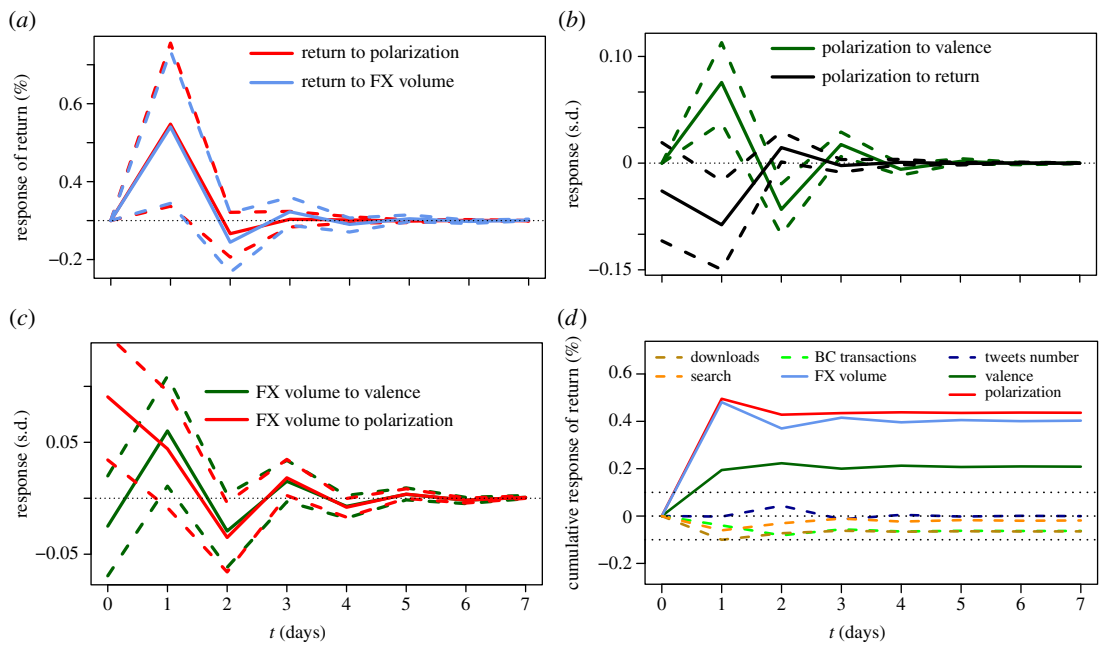 (a)
return to polarization
return to FX volume
response of return (%)
0.6
0.4
−0.2
(b)
polarization to valence
polarization to return
response (s.d.)
0.10
0
−0.15
(c)
FX volume to valence
FX volume to polarization
response (s.d.)
0.05
−0.05
0 1 2 3 4 5 6 7
t (days)
(d)
downloads BC transactions tweets number
search FX volume valence
polarization
cumulative response of return (%)
0.6
0.4
0.2
0
−0.2
0 1 2 3 4 5 6 7
t (days)